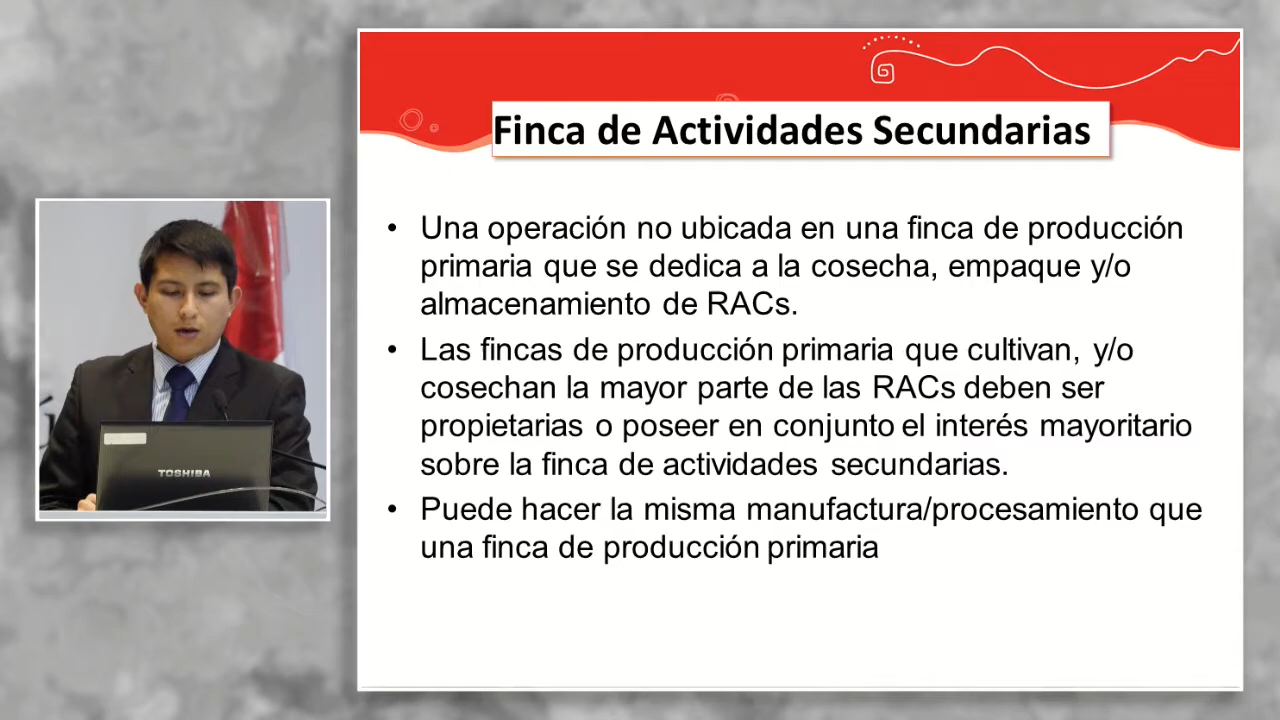 Finca de Actividades Secundarias
• Una operación no ubicada en una finca de producción
primaria que se dedica a la cosecha, empaque y/o
almacenamiento de RACs.
• Las fincas de producción primaria que cultivan, y/o
cosechan la mayor parte de las RACs deben ser
propietarias o poseer en conjunto el interés mayoritario
sobre la finca de actividades secundarias.
• Puede hacer la misma manufactura/procesamiento que
una finca de producción primaria
TOSHIBA